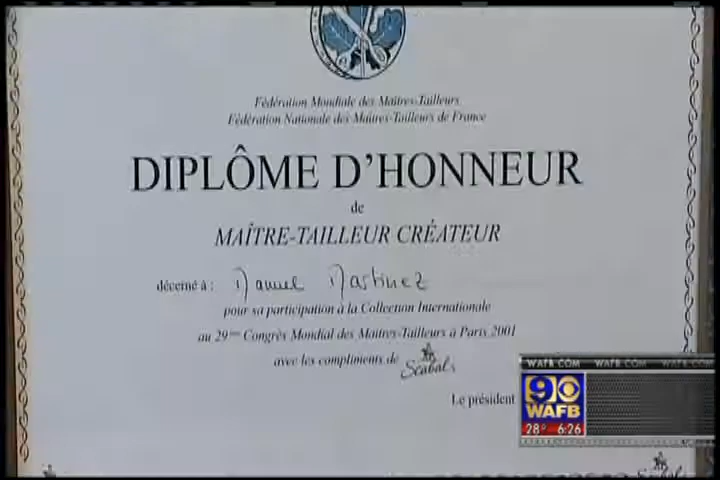 Fédération Mondiale des Maîtres-Tailleurs
Fédération Nationale des Maîtres-Tailleurs de France
DIPLÔME D'HONNEUR
de
MAÎTRE-TAILLEUR CRÉATEUR
décerné à : Manuel Martinez
pour sa participation à la Collection Internationale
au 29ème Congrès Mondial des Maîtres-Tailleurs à Paris 2001
avec les compliments de Scabal
Le président
WAFB.COM WAFB.COM WAFB.COM
9
WAFB
28° 6:26
Scabal